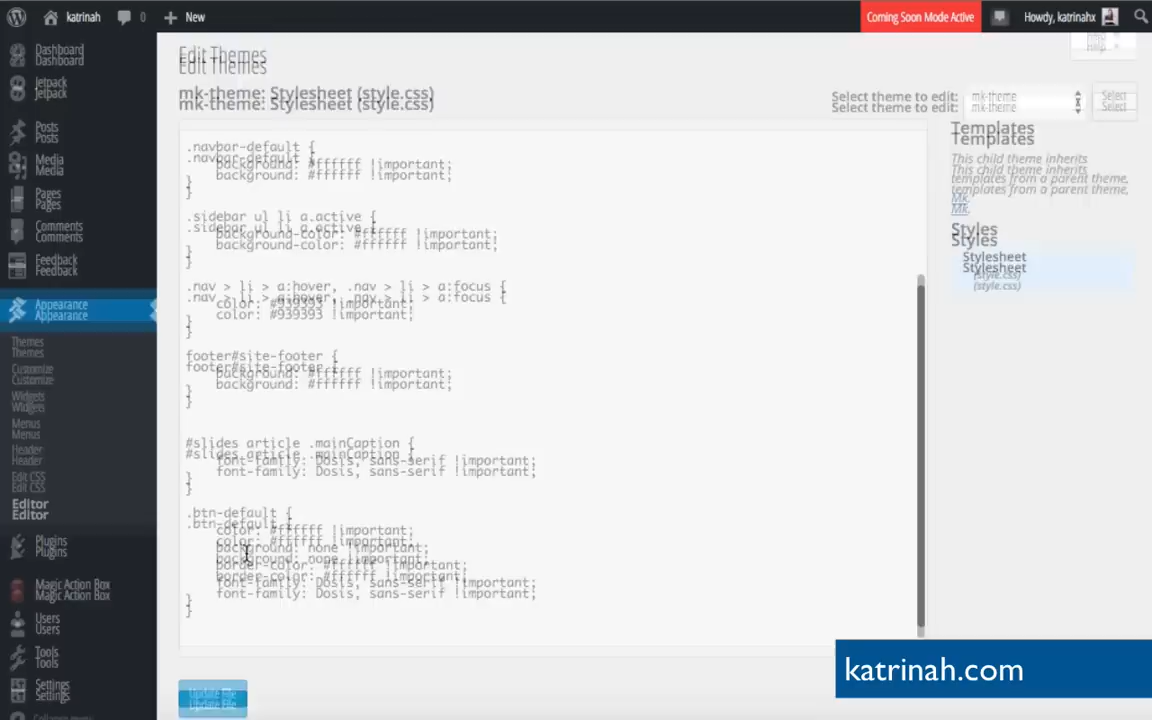 katrinah 0 New Coming Soon Mode Active Howdy, katrinahx
Help
Dashboard
Jetpack
Posts
Media
Pages
Comments
Feedback
Appearance
Themes
Customize
Widgets
Menus
Header
Edit CSS
Editor
Plugins
Magic Action Box
Users
Tools
Settings
Collapse menu
Edit Themes
mk-theme: Stylesheet (style.css)
Select theme to edit: mk-theme Select
.navbar-default {
background: #ffffff !important;
}
.sidebar ul li a.active {
background-color: #ffffff !important;
}
.nav > li > a:hover, .nav > li > a:focus {
color: #939393 !important;
}
footer#site-footer {
background: #ffffff !important;
}
#slides article .mainCaption {
font-family: Dosis, sans-serif !important;
}
.btn-default {
color: #ffffff !important;
background: none !important;
border-color: #ffffff !important;
font-family: Dosis, sans-serif !important;
}
Update File
Templates
This child theme inherits
templates from a parent theme,
Mk.
Styles
Stylesheet
(style.css)
katrinah.com